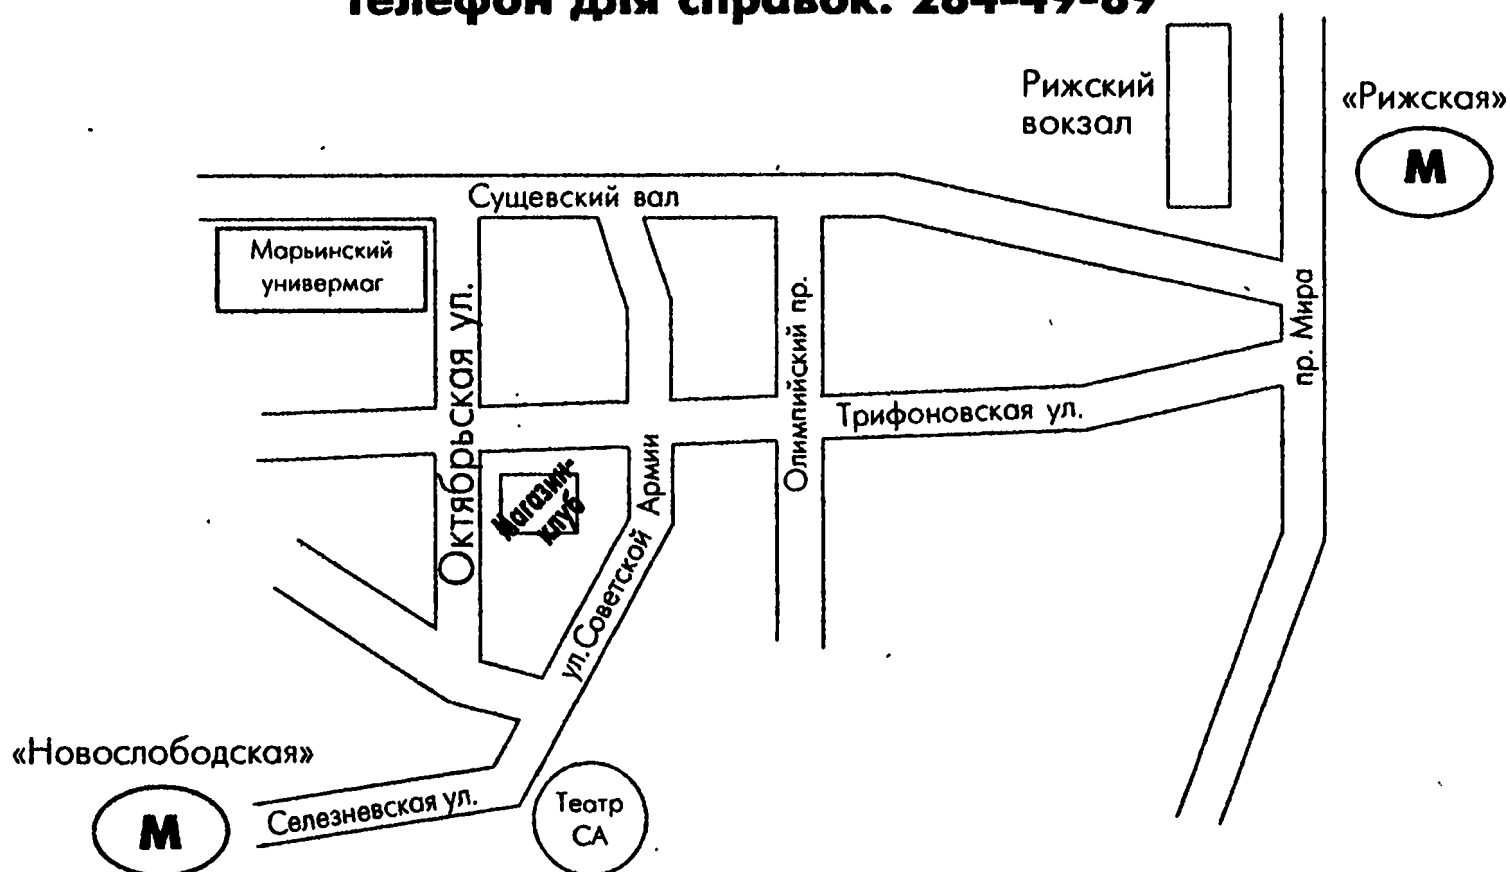 Телефон для справок: 284-49-89
Рижский
вокзал
«Рижская»
М
Сущевский вал
Марьинский
универмаг
Октябрьская ул.
Олимпийский пр.
пр. Мира
Трифоновская ул.
Магазин-
клуб
ул. Советской Армии
«Новослободская»
М
Селезневская ул.
Театр
СА